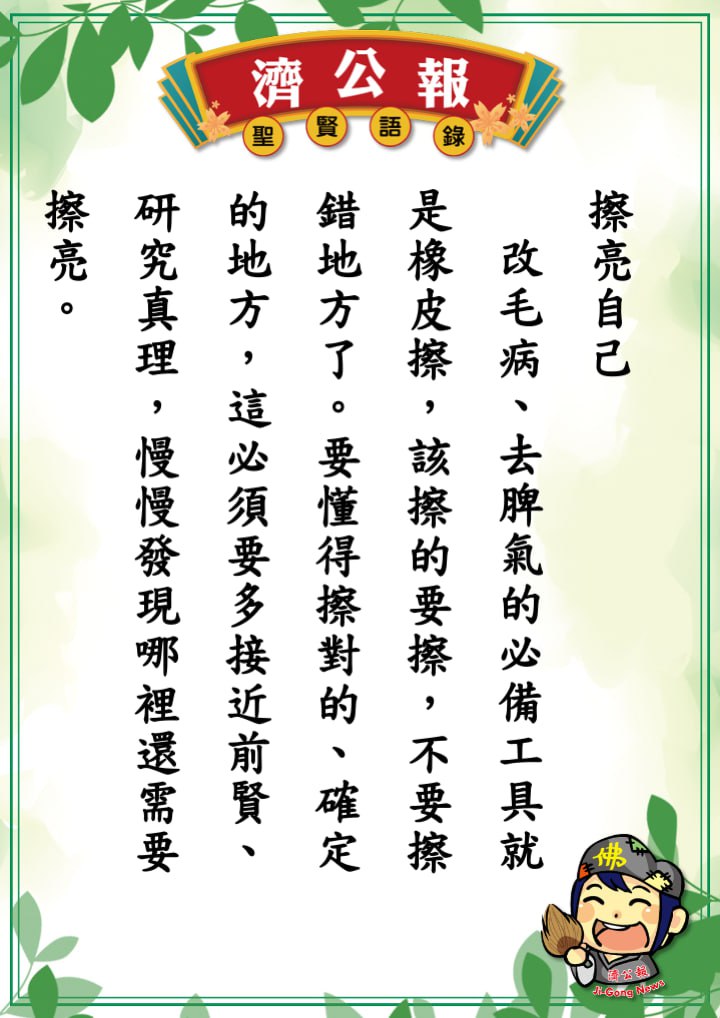 濟公報
聖賢語錄
擦亮自己
改毛病、去脾氣的必備工具就
是橡皮擦，該擦的要擦，不要擦
錯地方了。要懂得擦對的、確定
的地方，這必須要多接近前賢、
研究真理，慢慢發現哪裡還需要
擦亮。
佛
濟公報
Ji-Gong News